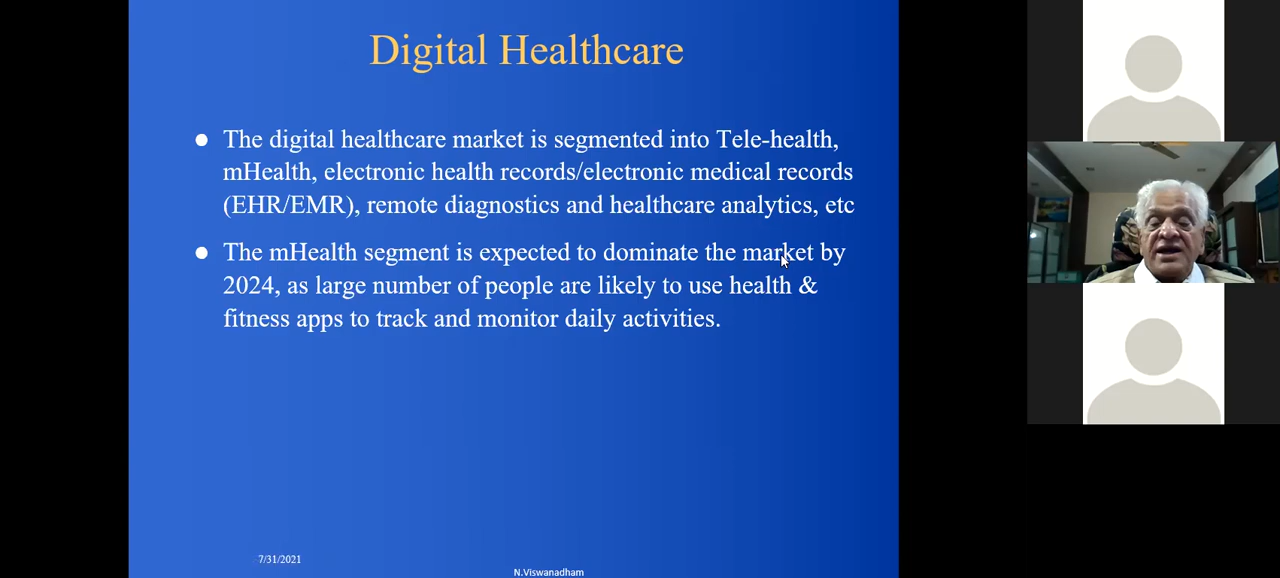 Digital Healthcare
● The digital healthcare market is segmented into Tele-health,
mHealth, electronic health records/electronic medical records
(EHR/EMR), remote diagnostics and healthcare analytics, etc
● The mHealth segment is expected to dominate the market by
2024, as large number of people are likely to use health &
fitness apps to track and monitor daily activities.
7/31/2021
N.Viswanadham